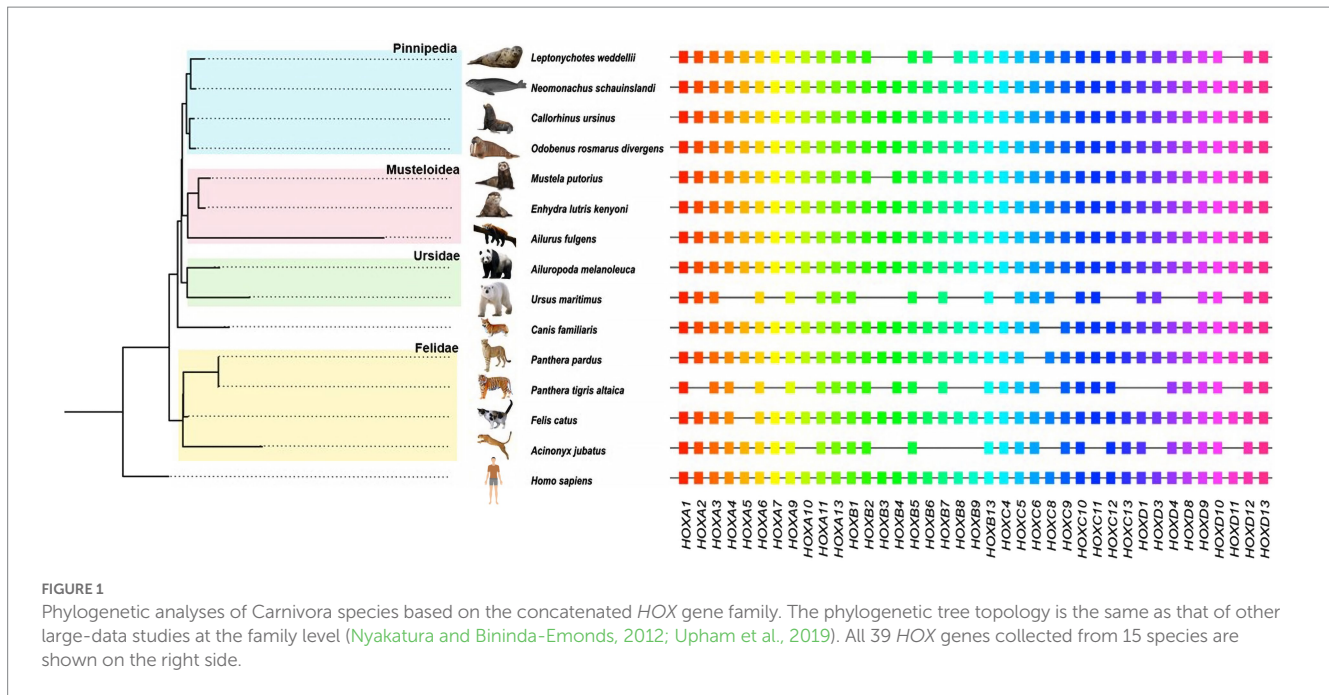 Pinnipedia
Leptonychotes weddellii
Neomonachus schauinslandi
Callorhinus ursinus
Odobenus rosmarus divergens
Musteloidea
Mustela putorius
Enhydra lutris kenyoni
Ailurus fulgens
Ursidae
Ailuropoda melanoleuca
Ursus maritimus
Canis familiaris
Felidae
Panthera pardus
Panthera tigris altaica
Felis catus
Acinonyx jubatus
Homo sapiens
HOXA1
HOXA2
HOXA3
HOXA4
HOXA5
HOXA6
HOXA7
HOXA9
HOXA10
HOXA11
HOXA13
HOXB1
HOXB2
HOXB3
HOXB4
HOXB5
HOXB6
HOXB7
HOXB8
HOXB9
HOXB13
HOXC4
HOXC5
HOXC6
HOXC8
HOXC9
HOXC10
HOXC11
HOXC12
HOXC13
HOXD1
HOXD3
HOXD4
HOXD8
HOXD9
HOXD10
HOXD11
HOXD12
HOXD13
FIGURE 1
Phylogenetic analyses of Carnivora species based on the concatenated HOX gene family. The phylogenetic tree topology is the same as that of other
large-data studies at the family level (Nyakatura and Bininda-Emonds, 2012; Upham et al., 2019). All 39 HOX genes collected from 15 species are
shown on the right side.